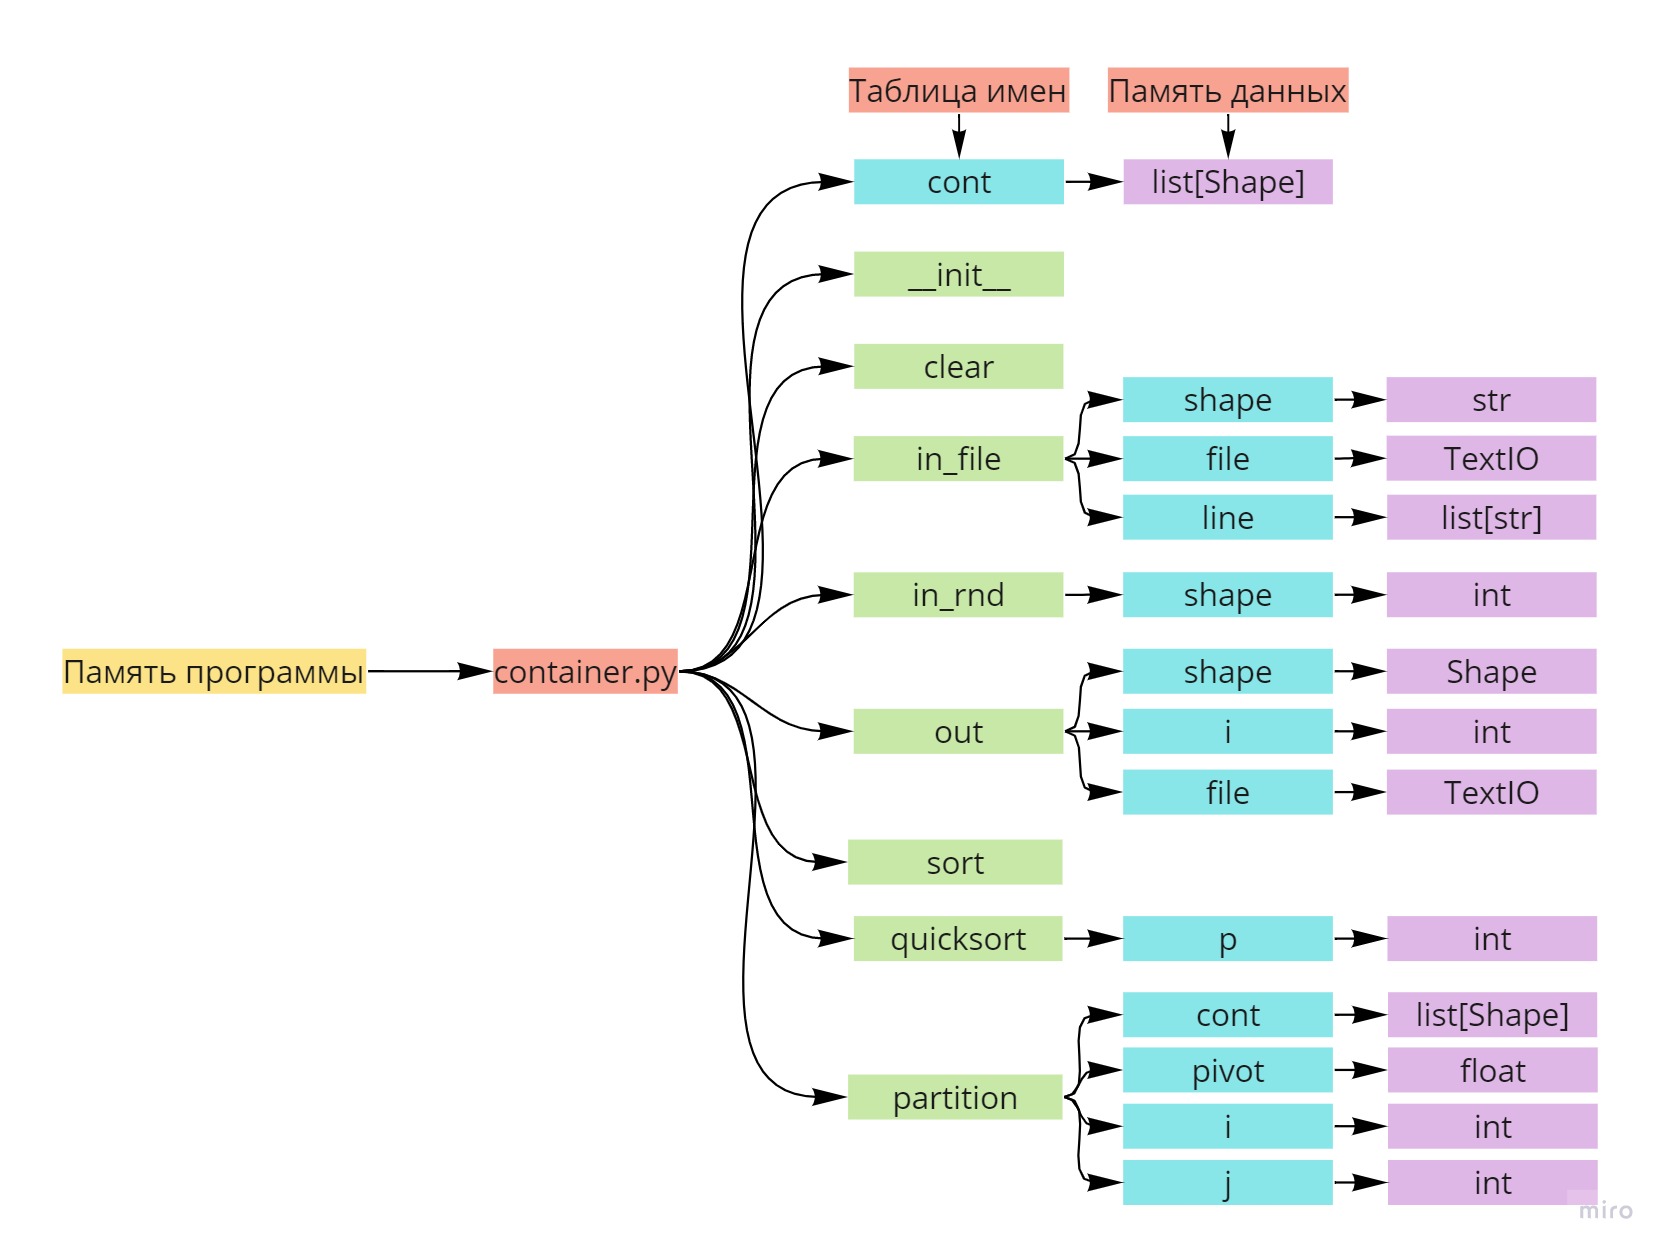 Таблица имен
Память данных
cont
list[Shape]
__init__
clear
shape
str
in_file
file
TextIO
line
list[str]
in_rnd
shape
int
Память программы
container.py
shape
Shape
out
i
int
file
TextIO
sort
quicksort
p
int
cont
list[Shape]
pivot
float
partition
i
int
j
int
miro